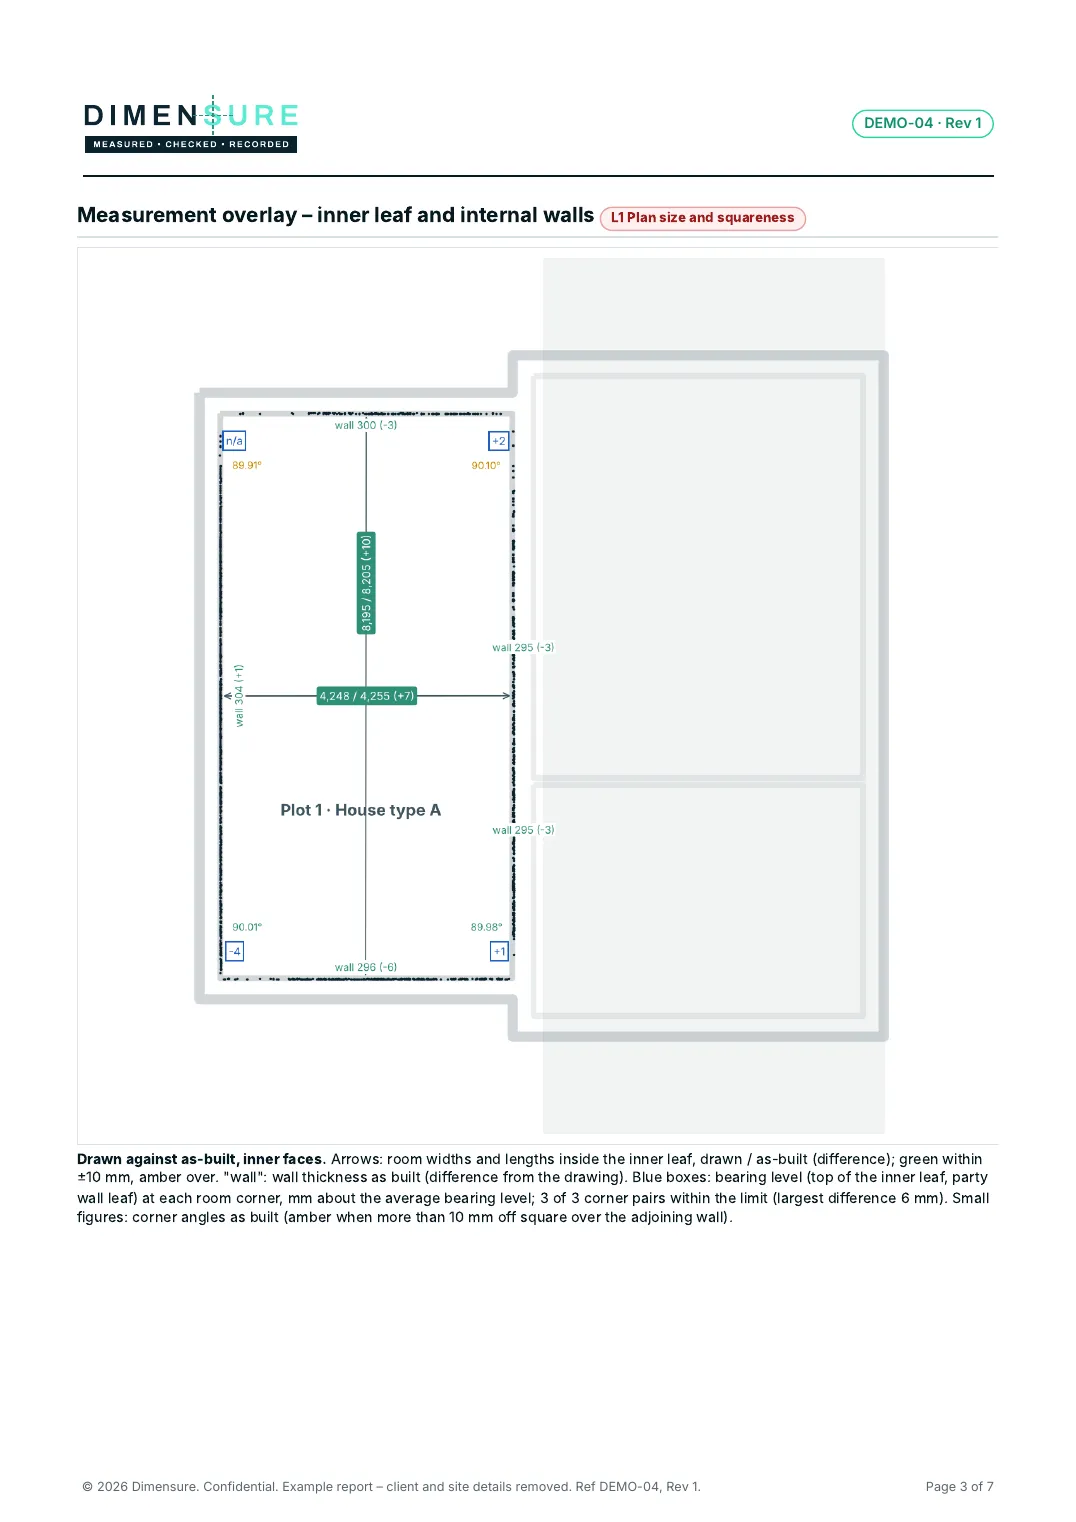 DIMENSURE
MEASURED • CHECKED • RECORDED
DEMO-04 · Rev 1
Measurement overlay – inner leaf and internal walls
L1 Plan size and squareness
wall 300 (-3)
n/a
+2
89.91°
90.10°
8,195 / 8,205 (+10)
wall 295 (-3)
wall 304 (+1)
4,248 / 4,255 (+7)
Plot 1 · House type A
wall 295 (-3)
90.01°
89.98°
-4
+1
wall 296 (-6)
Drawn against as-built, inner faces. Arrows: room widths and lengths inside the inner leaf, drawn / as-built (difference); green within
±10 mm, amber over. "wall": wall thickness as built (difference from the drawing). Blue boxes: bearing level (top of the inner leaf, party
wall leaf) at each room corner, mm about the average bearing level; 3 of 3 corner pairs within the limit (largest difference 6 mm). Small
figures: corner angles as built (amber when more than 10 mm off square over the adjoining wall).
© 2026 Dimensure. Confidential. Example report – client and site details removed. Ref DEMO-04, Rev 1.
Page 3 of 7